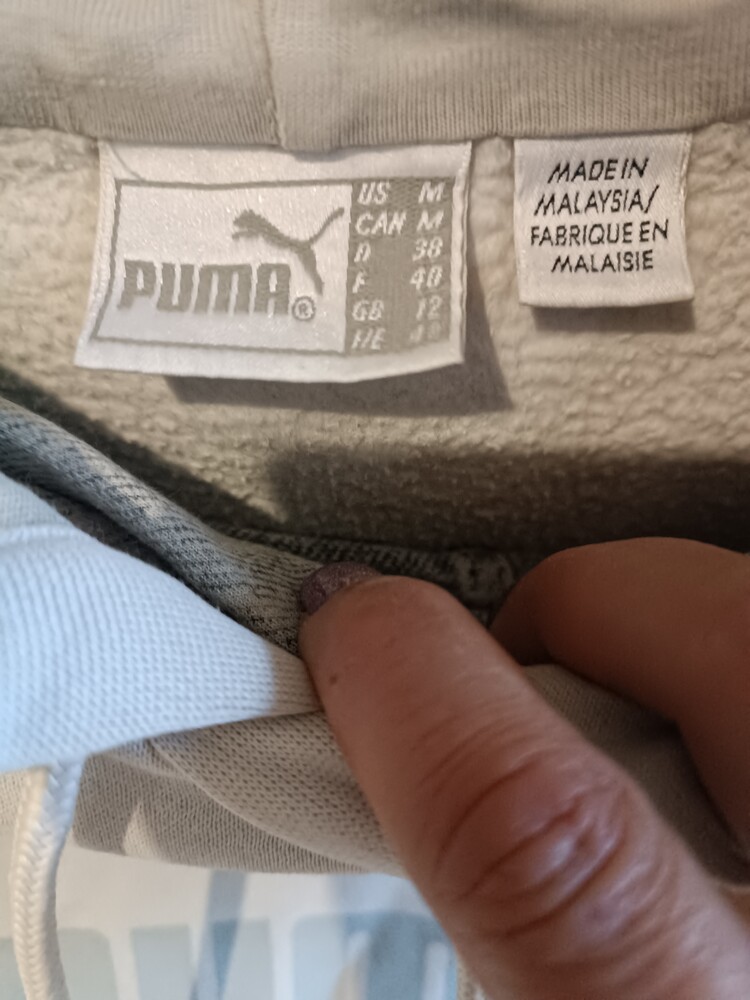 PUMA®
US M
CAN M
D 38
F 40
GB 12
I/E
MADE IN
MALAYSIA/
FABRIQUE EN
MALAISIE